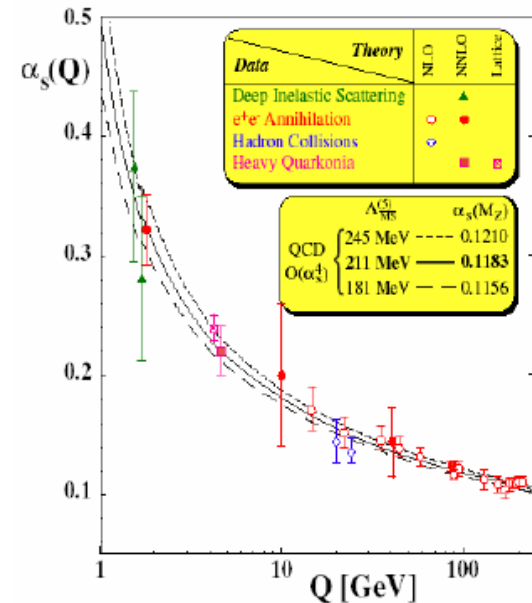 0.5
αs(Q)
0.4
0.3
0.2
0.1
Theory
Data
NLO
NNLO
Lattice
Deep Inelastic Scattering
e+e- Annihilation
Hadron Collisions
Heavy Quarkonia
Λ(5)MS αs(MZ)
QCD O(αs4)
245 MeV 0.1210
211 MeV 0.1183
181 MeV 0.1156
1 10 100
Q [GeV]